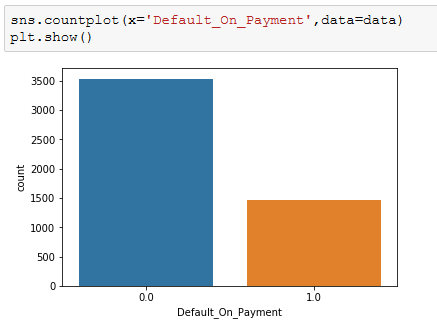 sns.countplot(x='Default_On_Payment',data=data)
plt.show()
3500
3000
2500
2000
1500
1000
500
0
count
0.0 1.0
Default_On_Payment